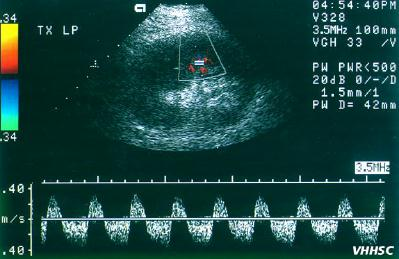 04:54:40PM
V328
3.5MHz 100mm
VGH 33 /V
PW PWR<500
20dB 0/-/D
1.5mm/1
PW D= 42mm
.34
TX LP
a
.34
3.5MHz
.40
m/s
.40
VHHSC